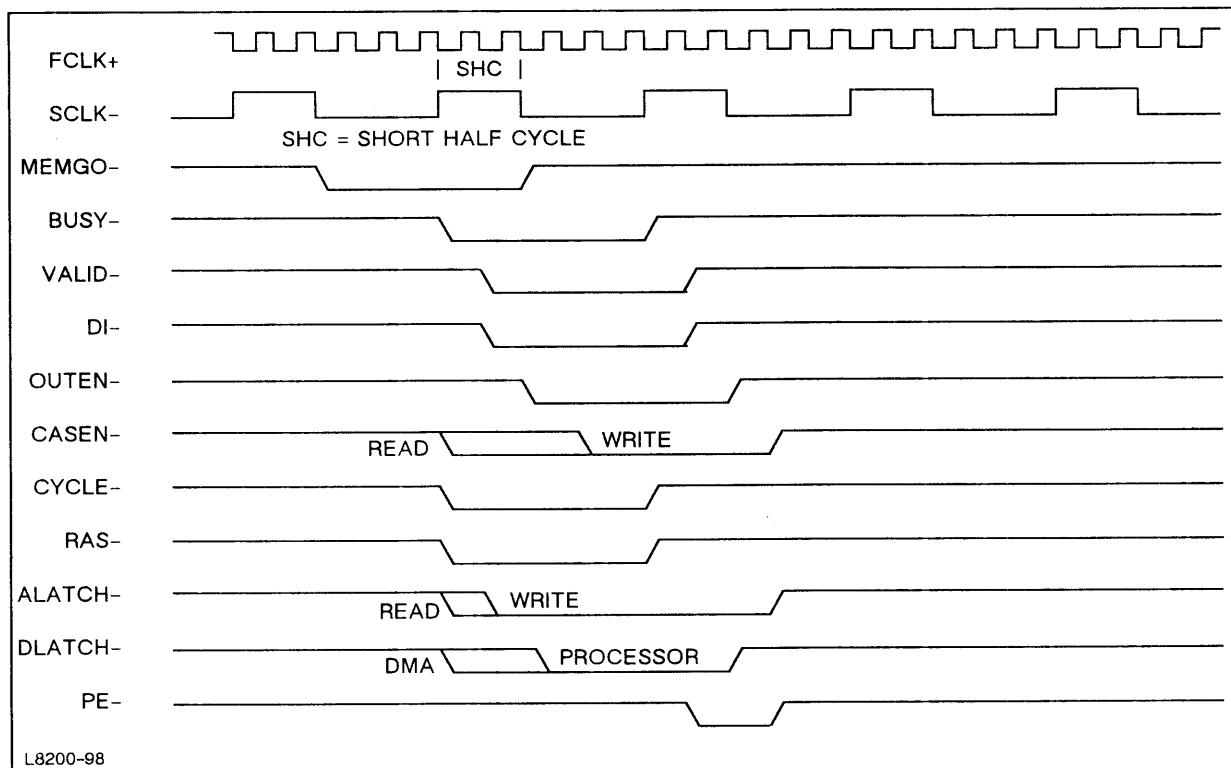 FCLK+
| SHC |
SCLK-
SHC = SHORT HALF CYCLE
MEMGO-
BUSY-
VALID-
DI-
OUTEN-
CASEN-
READ
WRITE
CYCLE-
RAS-
ALATCH-
READ
WRITE
DLATCH-
DMA
PROCESSOR
PE-
L8200-98